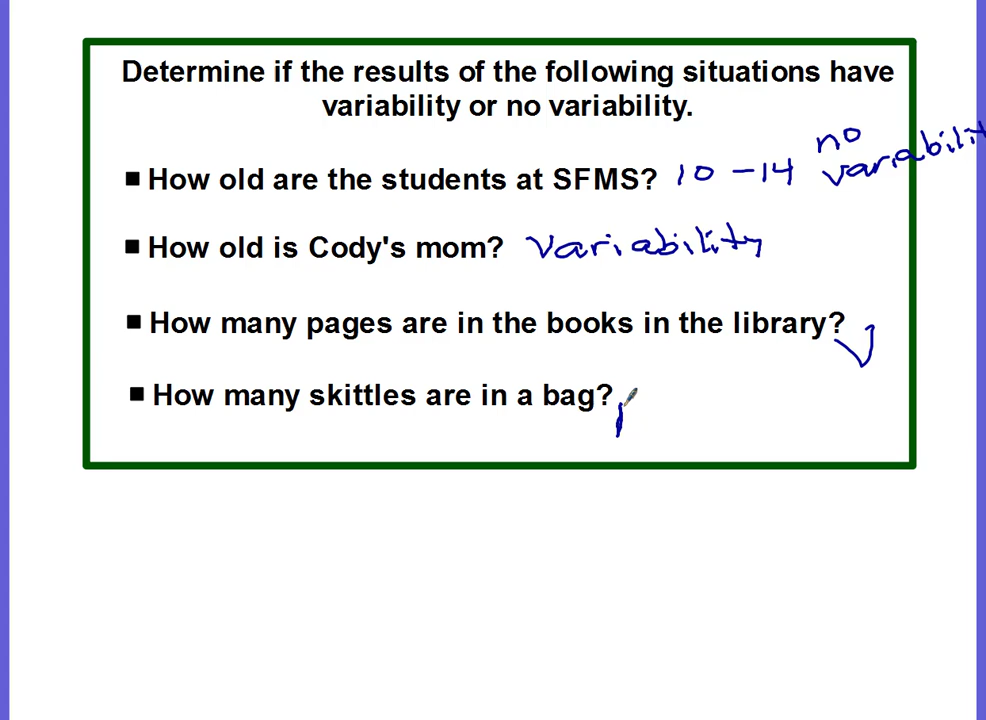 Determine if the results of the following situations have
variability or no variability.
■ How old are the students at SFMS? 10-14 no variabilit
■ How old is Cody's mom? variability
■ How many pages are in the books in the library? V
■ How many skittles are in a bag?